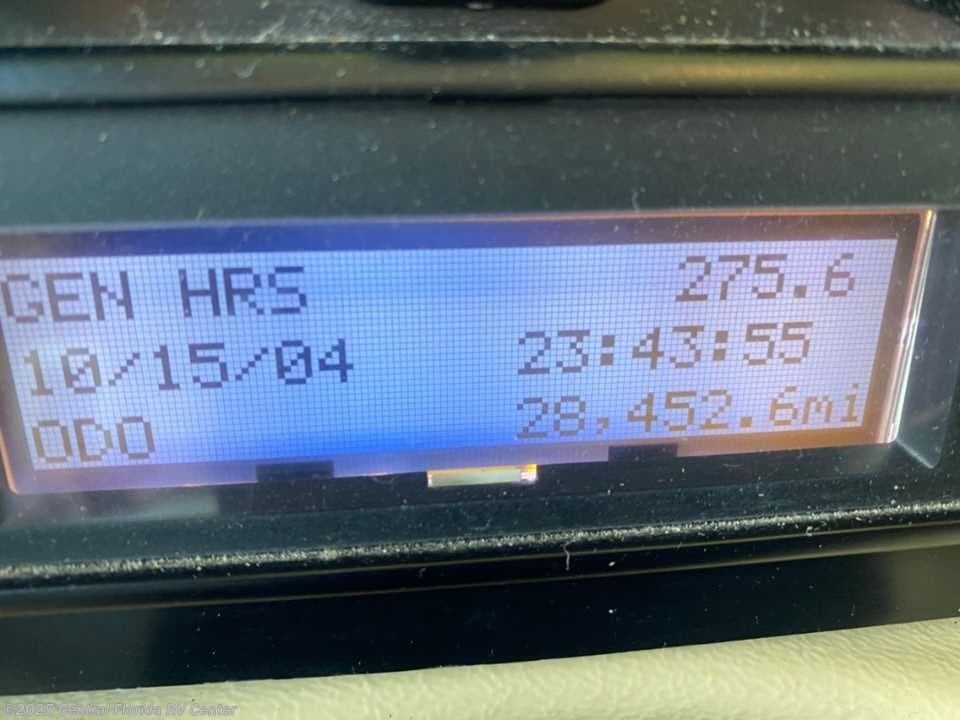 GEN HRS 275.6
10/15/04 23:43:55
ODO 28,452.6mi
©2025 Central Florida RV Center